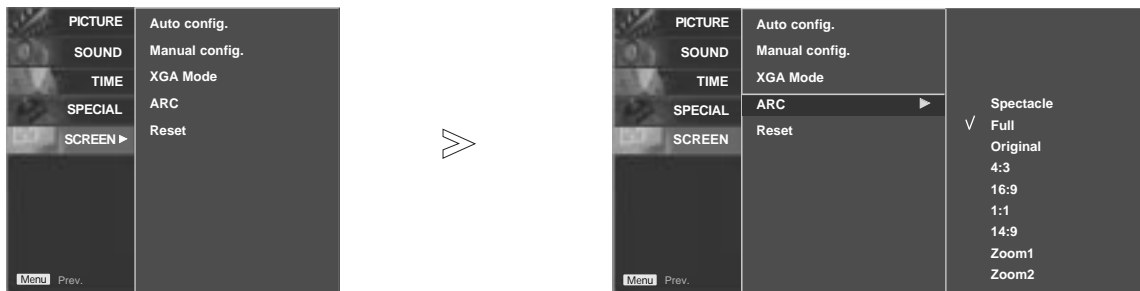 PICTURE
SOUND
TIME
SPECIAL
SCREEN ▶
Auto config.
Manual config.
XGA Mode
ARC
Reset
Menu Prev.
PICTURE
SOUND
TIME
SPECIAL
SCREEN
Auto config.
Manual config.
XGA Mode
ARC ▶
Reset
Spectacle
√ Full
Original
4:3
16:9
1:1
14:9
Zoom1
Zoom2
Menu Prev.